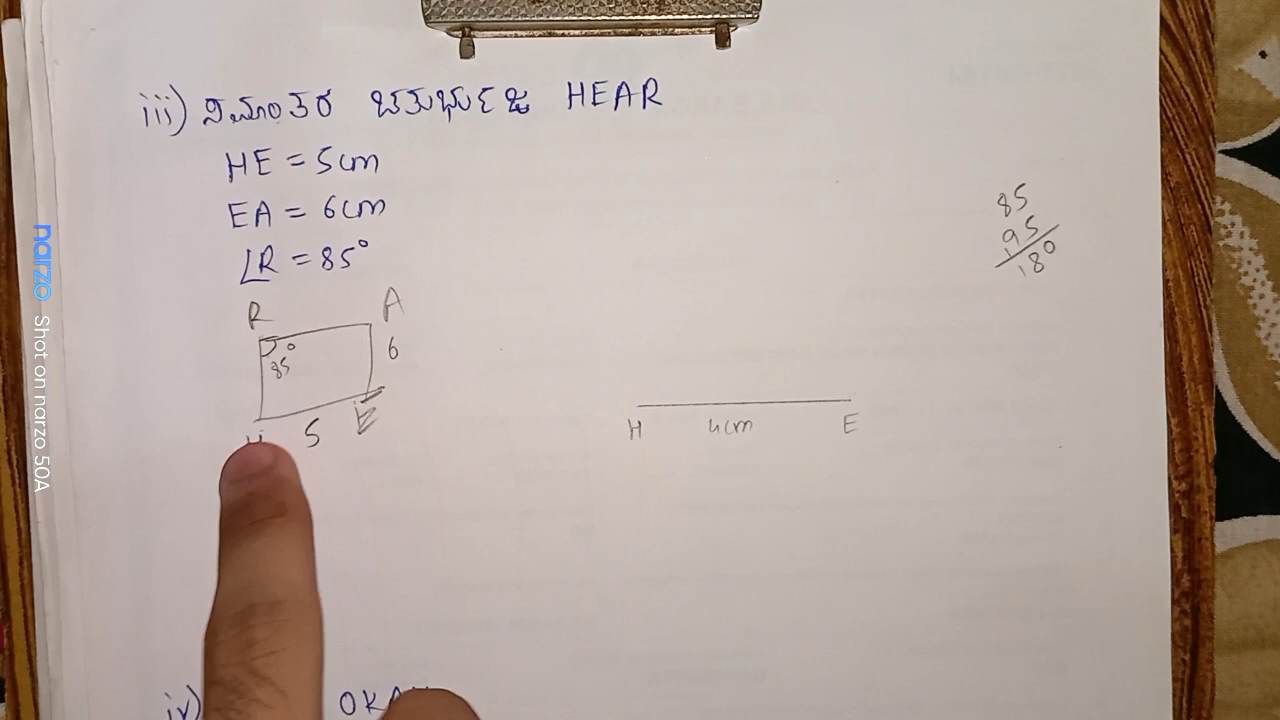 iii) ಸಮಾಂತರ ಚತುರ್ಭುಜ HEAR
HE = 5cm
EA = 6cm
∠R = 85°
R A
85° 6
H 5 E
H 4cm E
85
95
180
iv) OKA
narzo Shot on narzo 50A